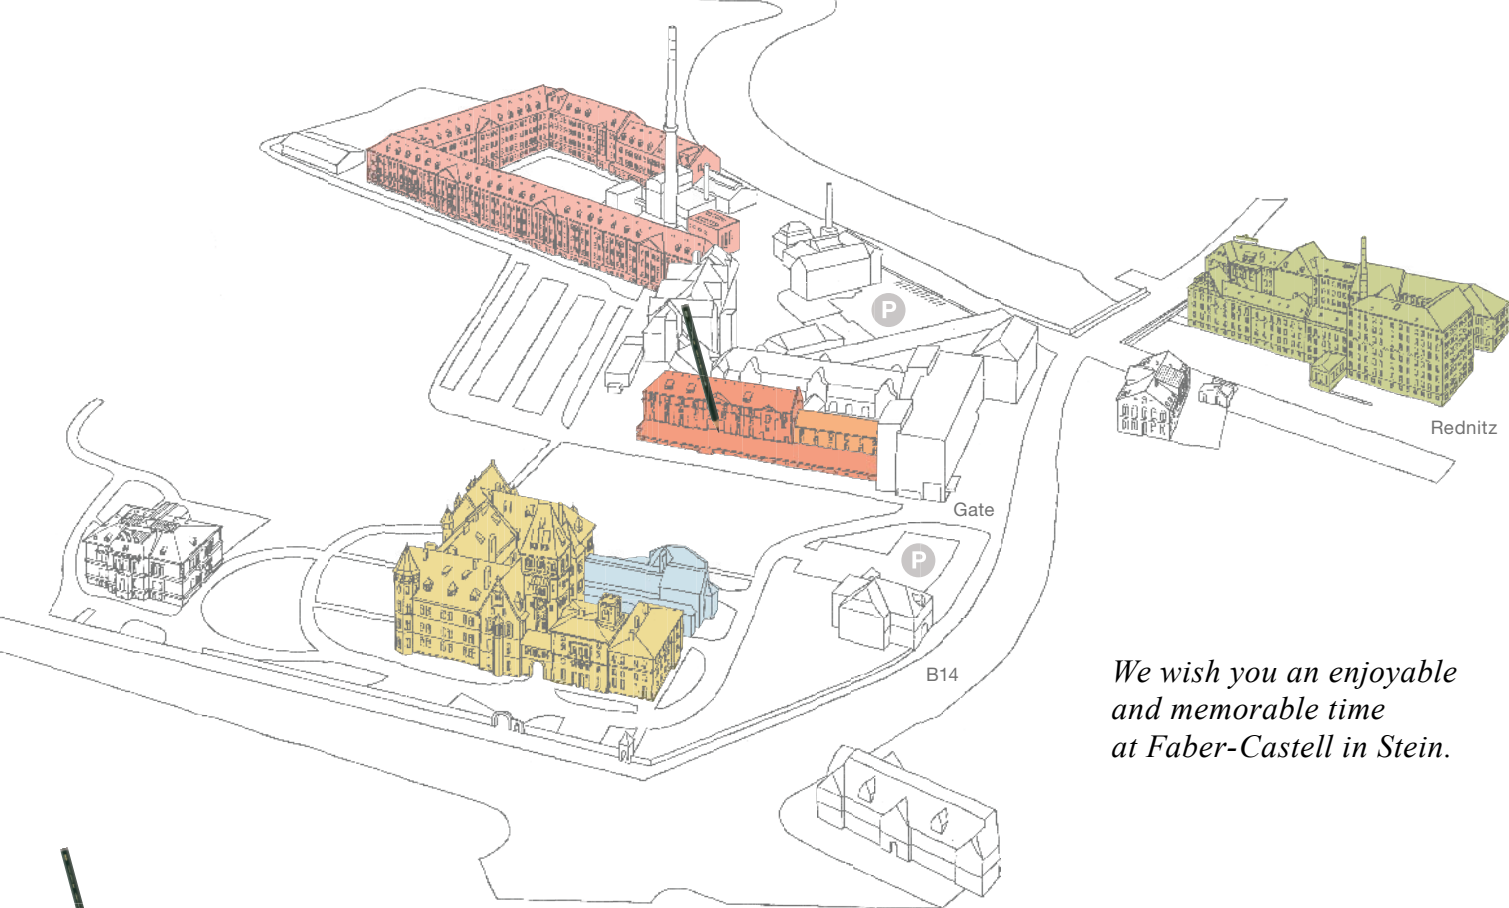 P
Rednitz
Gate
P
B14
We wish you an enjoyable
and memorable time
at Faber-Castell in Stein.